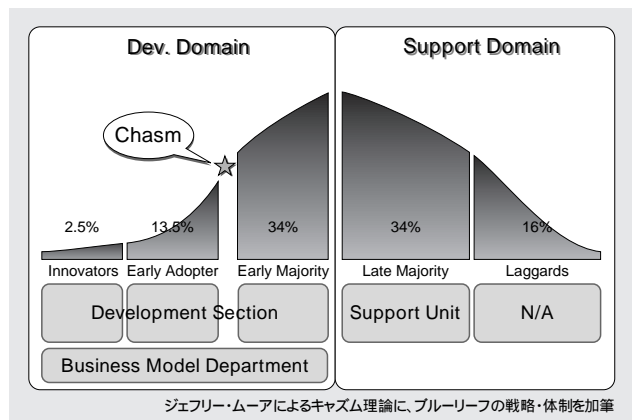 Dev. Domain
Support Domain
Chasm
2.5%
13.5%
34%
34%
16%
Innovators
Early Adopter
Early Majority
Late Majority
Laggards
Development Section
Support Unit
N/A
Business Model Department
ジェフリー・ムーアによるキャズム理論に、ブルーリーフの戦略・体制を加筆